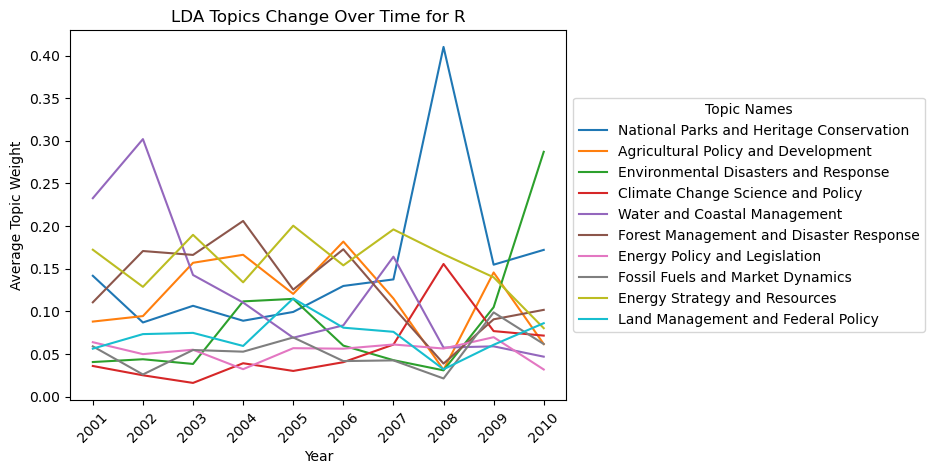 LDA Topics Change Over Time for R
Average Topic Weight
0.40
0.35
0.30
0.25
0.20
0.15
0.10
0.05
0.00
2001
2002
2003
2004
2005
2006
2007
2008
2009
2010
Year
Topic Names
National Parks and Heritage Conservation
Agricultural Policy and Development
Environmental Disasters and Response
Climate Change Science and Policy
Water and Coastal Management
Forest Management and Disaster Response
Energy Policy and Legislation
Fossil Fuels and Market Dynamics
Energy Strategy and Resources
Land Management and Federal Policy